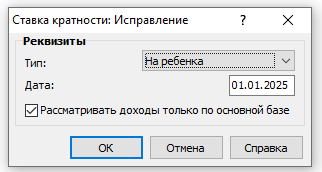 Ставка кратности: Исправление
Реквизиты
Тип: На ребенка
Дата: 01.01.2025
Рассматривать доходы только по основной базе
ОК Отмена Справка